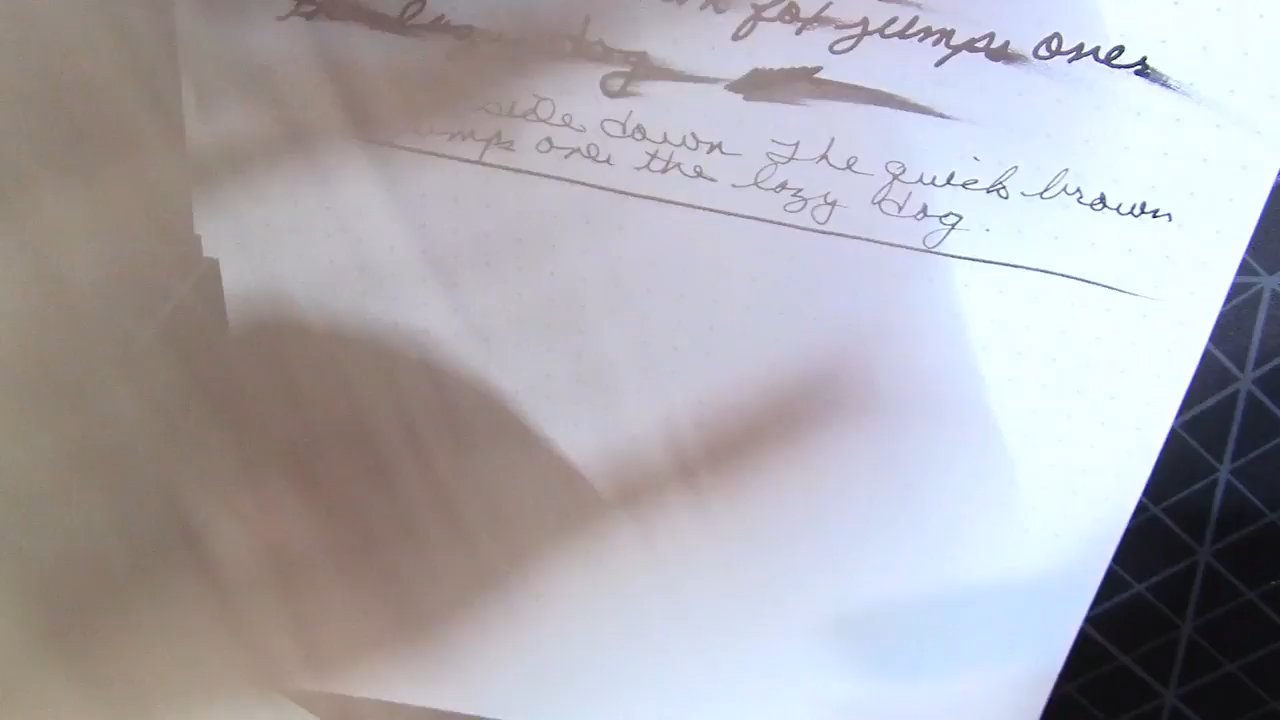 fox jumps over
dog
side down The quick brown
jumps over the lazy dog.